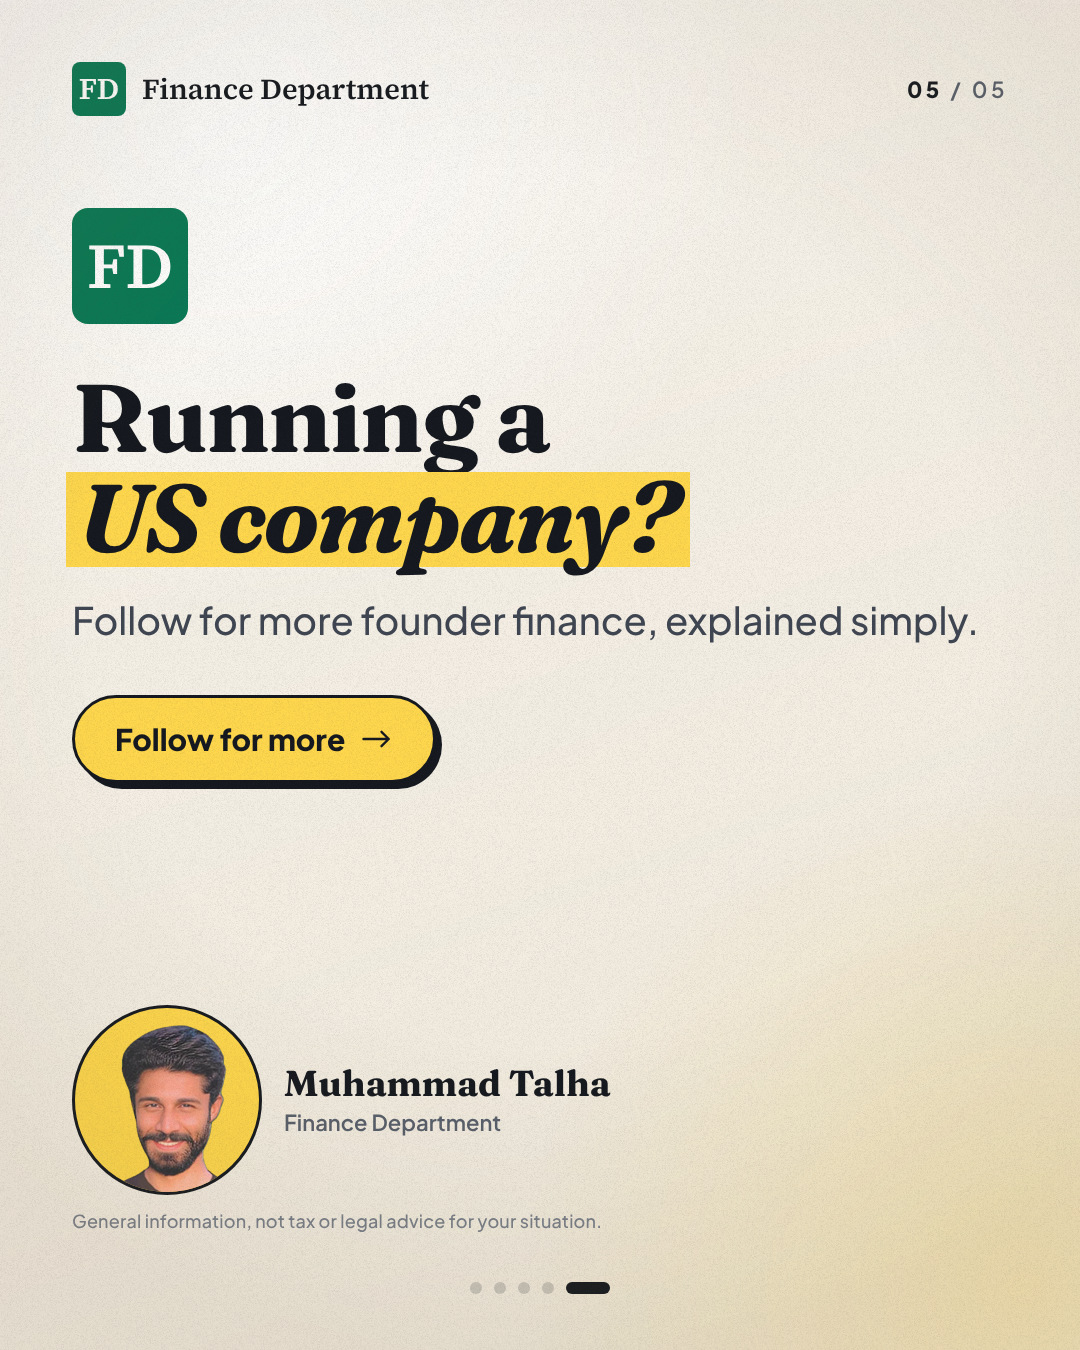 FD Finance Department
05 / 05
FD
Running a
US company?
Follow for more founder finance, explained simply.
Follow for more →
Muhammad Talha
Finance Department
General information, not tax or legal advice for your situation.